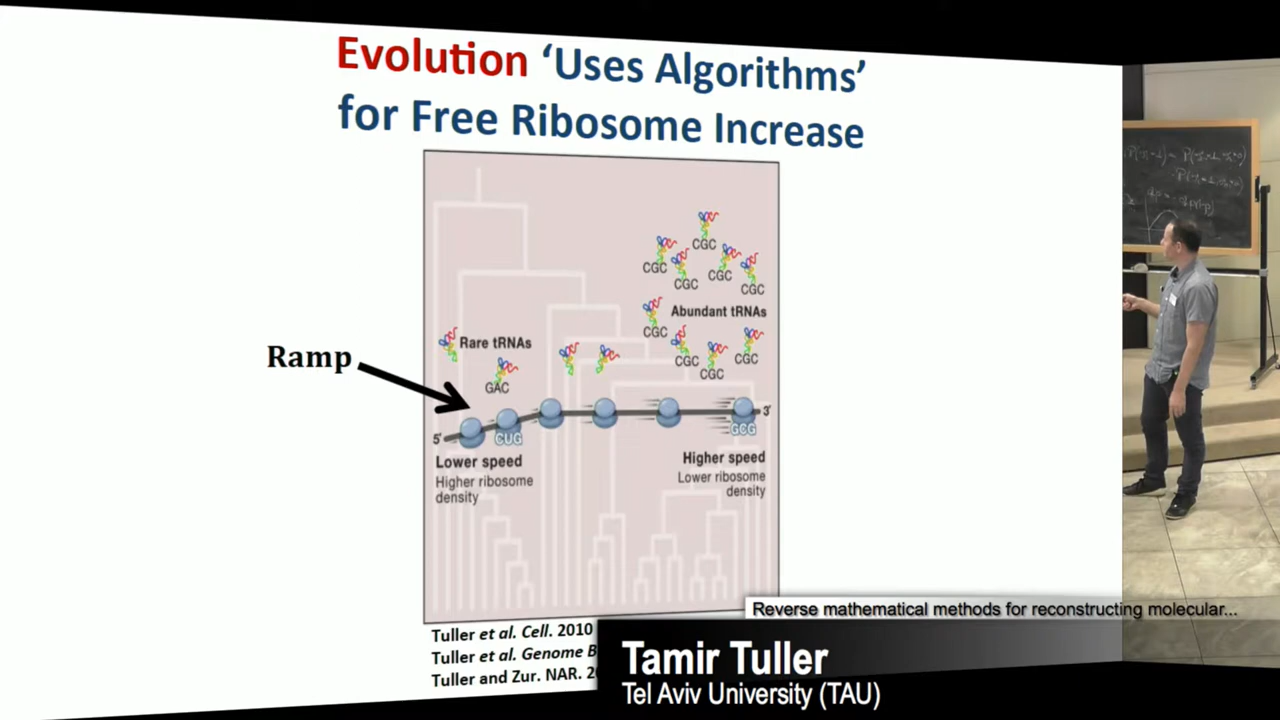 Evolution ‘Uses Algorithms’
for Free Ribosome Increase
CGC
CGC
CGC
CGC
CGC
Abundant tRNAs
CGC
Rare tRNAs
CGC
CGC
CGC
Ramp
GAC
5'
CUG
3'
GCG
Lower speed
Higher ribosome
density
Higher speed
Lower ribosome
density
Tuller et al. Cell. 2010
Tuller et al. Genome B
Tuller and Zur. NAR. 2
Reverse mathematical methods for reconstructing molecular...
Tamir Tuller
Tel Aviv University (TAU)